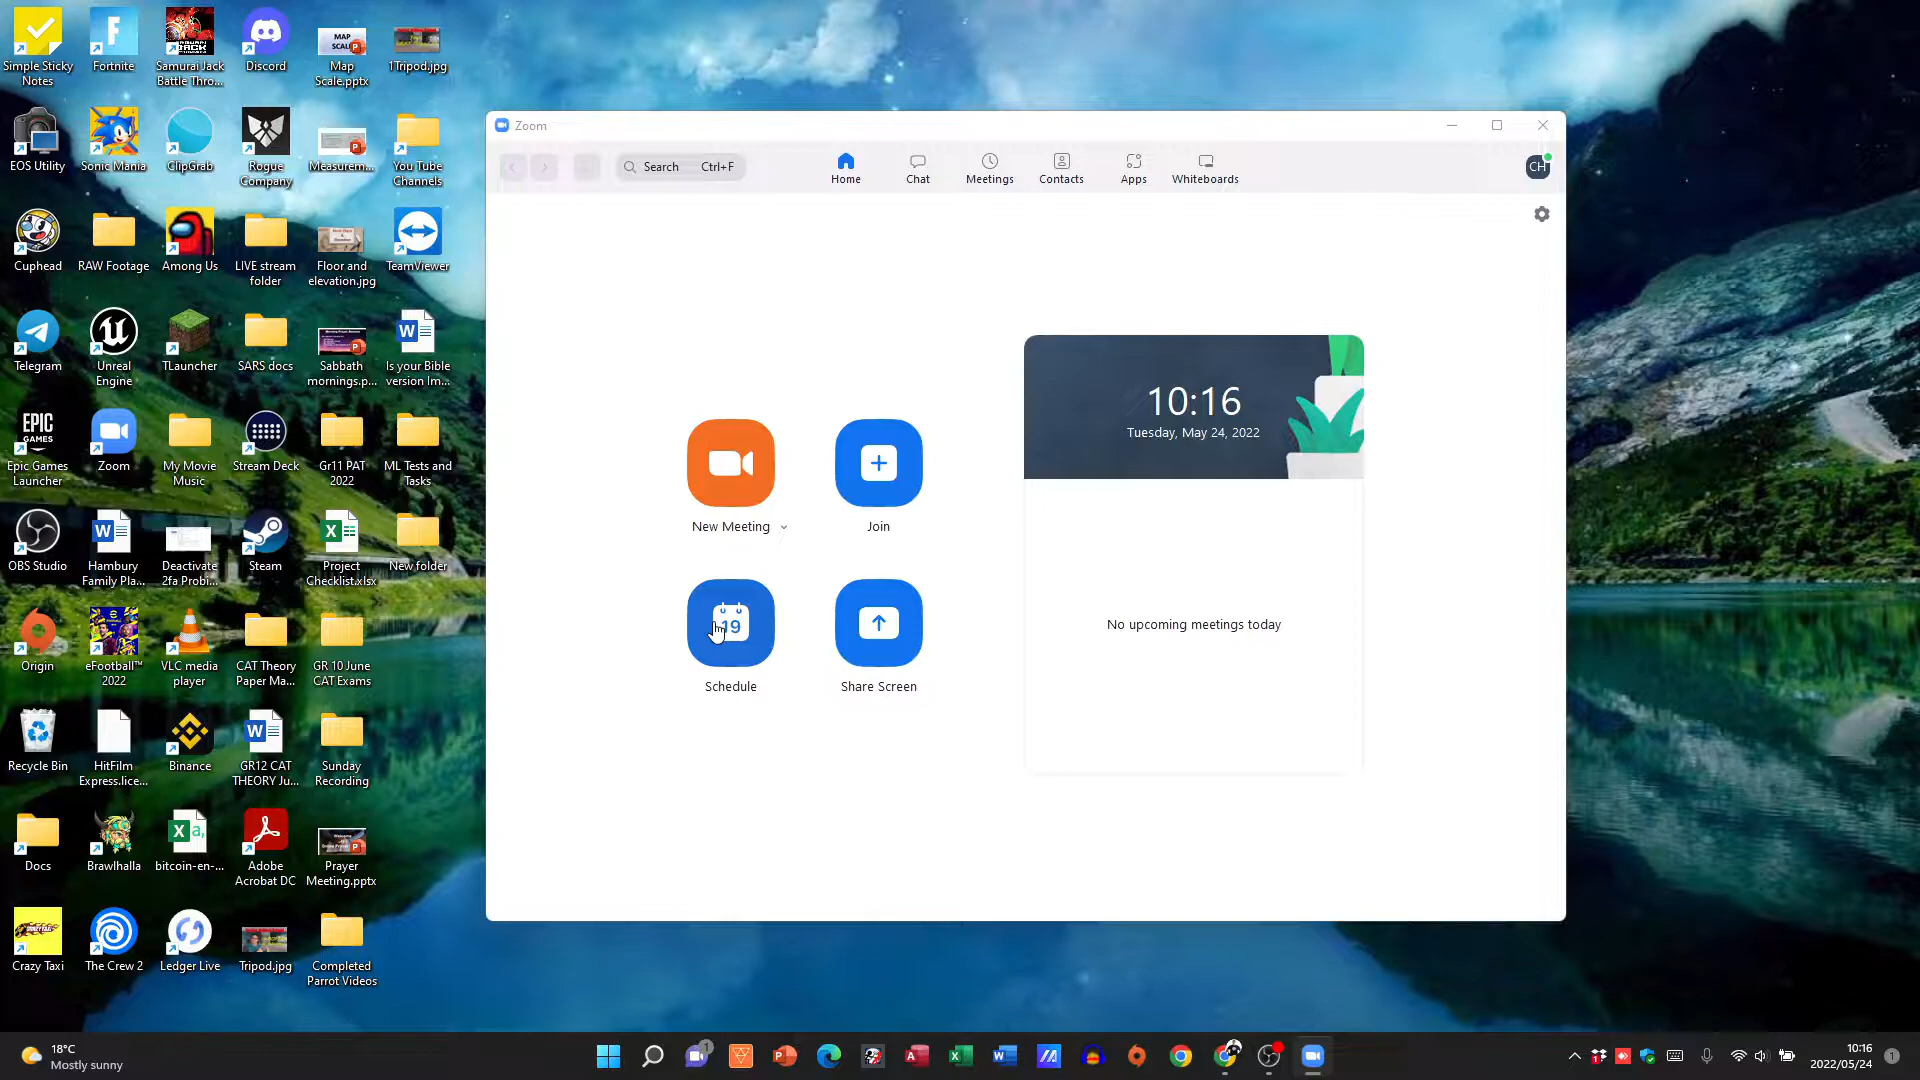 Simple Sticky
Notes
Fortnite
Samurai Jack
Battle Thro...
Discord
MAP
SCALE
Map
Scale.pptx
1Tripod.jpg
EOS Utility
Sonic Mania
ClipGrab
Rogue
Company
Measurem...
You Tube
Channels
Cuphead
RAW Footage
Among Us
LIVE stream
folder
Floor and
elevation.jpg
TeamViewer
Telegram
Unreal
Engine
TLauncher
SARS docs
Sabbath
mornings.p...
Is your Bible
version Im...
EPIC
GAMES
Epic Games
Launcher
Zoom
My Movie
Music
Stream Deck
Gr11 PAT
2022
ML Tests and
Tasks
OBS Studio
Hambury
Family Pla...
Deactivate
2fa Probi...
Steam
Project
Checklist.xlsx
New folder
Origin
eFootball™
2022
VLC media
player
CAT Theory
Paper Ma...
GR 10 June
CAT Exams
Recycle Bin
HitFilm
Express.lice...
Binance
GR12 CAT
THEORY Ju...
Sunday
Recording
Docs
Brawlhalla
bitcoin-en-...
Adobe
Acrobat DC
Prayer
Meeting.pptx
Crazy Taxi
The Crew 2
Ledger Live
Tripod.jpg
Completed
Parrot Videos
Zoom
Search Ctrl+F
Home
Chat
Meetings
Contacts
Apps
Whiteboards
CH
10:16
Tuesday, May 24, 2022
New Meeting
Join
19
Schedule
Share Screen
No upcoming meetings today
18°C
Mostly sunny
1
10:16
2022/05/24
1